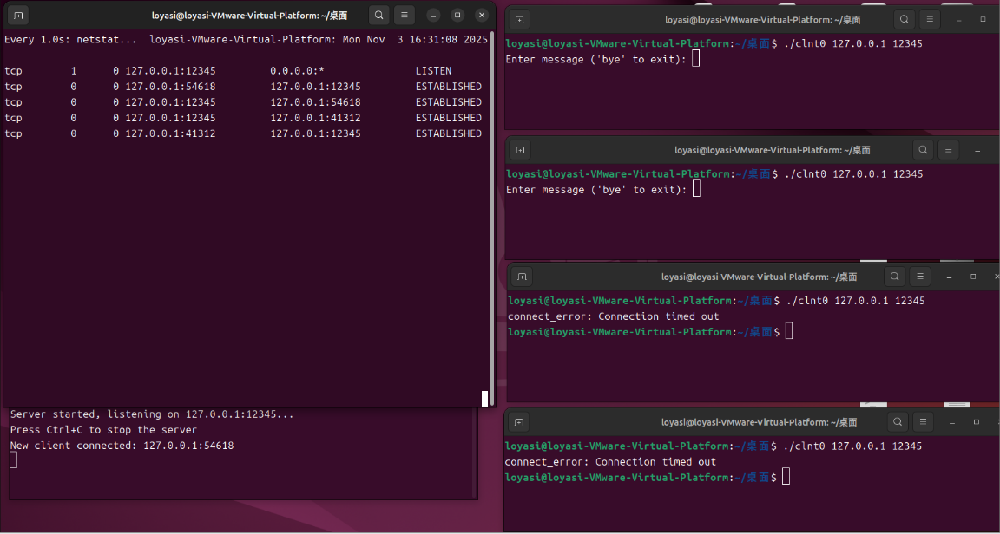 loyasi@loyasi-VMware-Virtual-Platform: ~/桌面
Every 1.0s: netstat...  loyasi-VMware-Virtual-Platform: Mon Nov  3 16:31:08 2025
tcp        1      0 127.0.0.1:12345         0.0.0.0:*               LISTEN
tcp        0      0 127.0.0.1:54618         127.0.0.1:12345         ESTABLISHED
tcp        0      0 127.0.0.1:12345         127.0.0.1:54618         ESTABLISHED
tcp        0      0 127.0.0.1:12345         127.0.0.1:41312         ESTABLISHED
tcp        0      0 127.0.0.1:41312         127.0.0.1:12345         ESTABLISHED
Server started, listening on 127.0.0.1:12345...
Press Ctrl+C to stop the server
New client connected: 127.0.0.1:54618
loyasi@loyasi-VMware-Virtual-Platform: ~/桌面
loyasi@loyasi-VMware-Virtual-Platform:~/桌面$ ./clnt0 127.0.0.1 12345
Enter message ('bye' to exit):
loyasi@loyasi-VMware-Virtual-Platform: ~/桌面
loyasi@loyasi-VMware-Virtual-Platform:~/桌面$ ./clnt0 127.0.0.1 12345
Enter message ('bye' to exit):
loyasi@loyasi-VMware-Virtual-Platform: ~/桌面
loyasi@loyasi-VMware-Virtual-Platform:~/桌面$ ./clnt0 127.0.0.1 12345
connect_error: Connection timed out
loyasi@loyasi-VMware-Virtual-Platform:~/桌面$
loyasi@loyasi-VMware-Virtual-Platform: ~/桌面
loyasi@loyasi-VMware-Virtual-Platform:~/桌面$ ./clnt0 127.0.0.1 12345
connect_error: Connection timed out
loyasi@loyasi-VMware-Virtual-Platform:~/桌面$